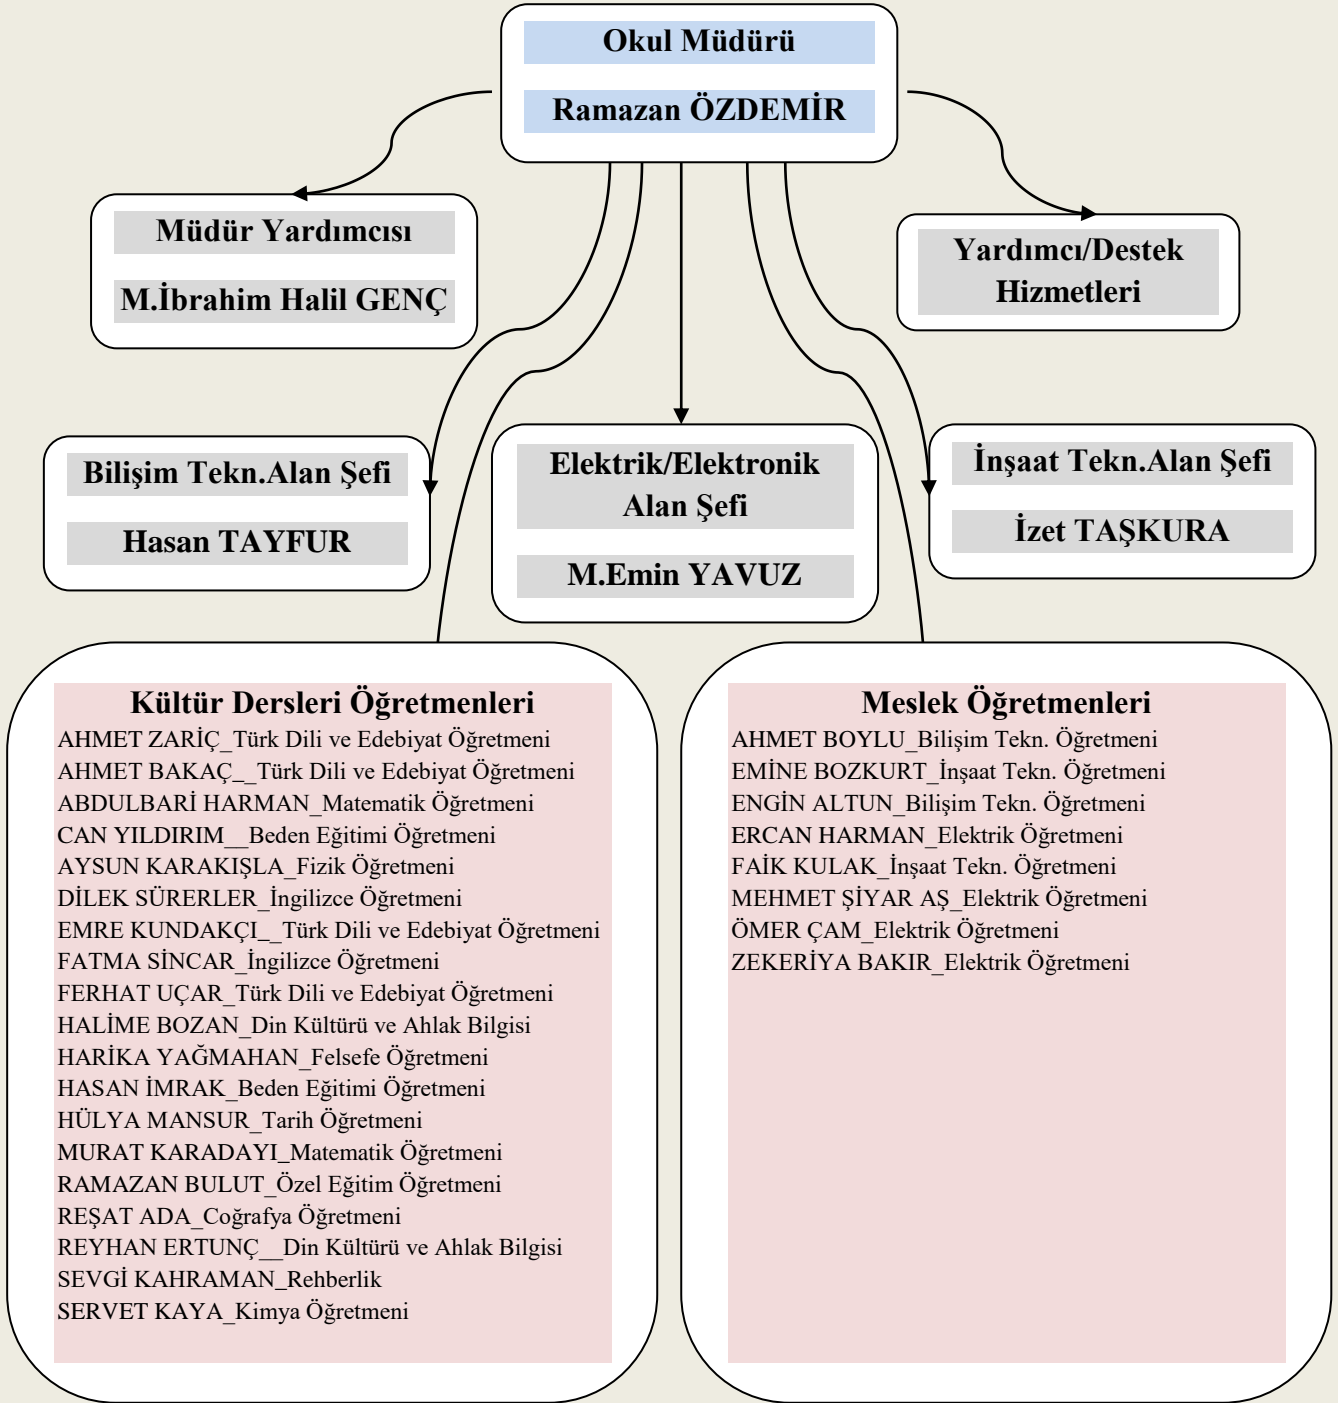 Okul Müdürü
Ramazan ÖZDEMİR
Müdür Yardımcısı
M.İbrahim Halil GENÇ
Yardımcı/Destek
Hizmetleri
Bilişim Tekn.Alan Şefi
Hasan TAYFUR
Elektrik/Elektronik
Alan Şefi
M.Emin YAVUZ
İnşaat Tekn.Alan Şefi
İzet TAŞKURA
Kültür Dersleri Öğretmenleri
AHMET ZARİÇ_Türk Dili ve Edebiyat Öğretmeni
AHMET BAKAÇ__Türk Dili ve Edebiyat Öğretmeni
ABDULBARİ HARMAN_Matematik Öğretmeni
CAN YILDIRIM__Beden Eğitimi Öğretmeni
AYSUN KARAKIŞLA_Fizik Öğretmeni
DİLEK SÜRERLER_İngilizce Öğretmeni
EMRE KUNDAKÇI__Türk Dili ve Edebiyat Öğretmeni
FATMA SİNCAR_İngilizce Öğretmeni
FERHAT UÇAR_Türk Dili ve Edebiyat Öğretmeni
HALİME BOZAN_Din Kültürü ve Ahlak Bilgisi
HARİKA YAĞMAHAN_Felsefe Öğretmeni
HASAN İMRAK_Beden Eğitimi Öğretmeni
HÜLYA MANSUR_Tarih Öğretmeni
MURAT KARADAYI_Matematik Öğretmeni
RAMAZAN BULUT_Özel Eğitim Öğretmeni
REŞAT ADA_Coğrafya Öğretmeni
REYHAN ERTUNÇ__Din Kültürü ve Ahlak Bilgisi
SEVGİ KAHRAMAN_Rehberlik
SERVET KAYA_Kimya Öğretmeni
Meslek Öğretmenleri
AHMET BOYLU_Bilişim Tekn. Öğretmeni
EMİNE BOZKURT_İnşaat Tekn. Öğretmeni
ENGİN ALTUN_Bilişim Tekn. Öğretmeni
ERCAN HARMAN_Elektrik Öğretmeni
FAİK KULAK_İnşaat Tekn. Öğretmeni
MEHMET ŞİYAR AŞ_Elektrik Öğretmeni
ÖMER ÇAM_Elektrik Öğretmeni
ZEKERİYA BAKIR_Elektrik Öğretmeni